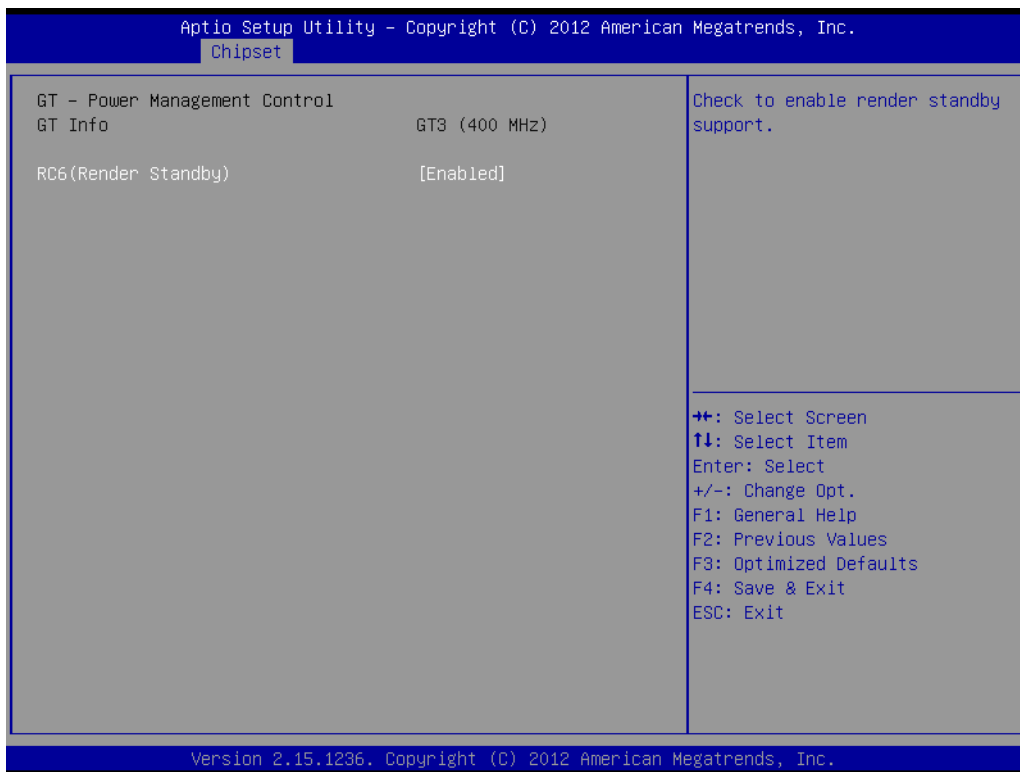 Aptio Setup Utility – Copyright (C) 2012 American Megatrends, Inc.
Chipset
GT – Power Management Control
GT Info GT3 (400 MHz)
RC6(Render Standby) [Enabled]
Check to enable render standby
support.
→←: Select Screen
↑↓: Select Item
Enter: Select
+/-: Change Opt.
F1: General Help
F2: Previous Values
F3: Optimized Defaults
F4: Save & Exit
ESC: Exit
Version 2.15.1236. Copyright (C) 2012 American Megatrends, Inc.